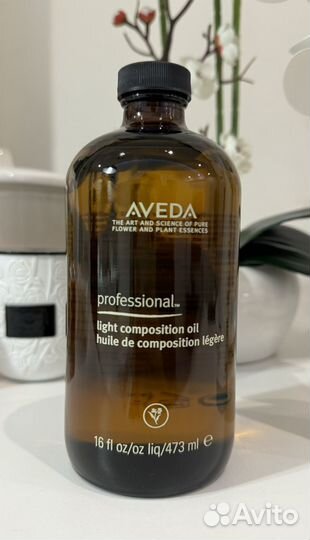 AVEDA
THE ART AND SCIENCE OF PURE
FLOWER AND PLANT ESSENCES
professional™
light composition oil
huile de composition légère
16 fl oz/oz liq/473 ml ℮
Avito